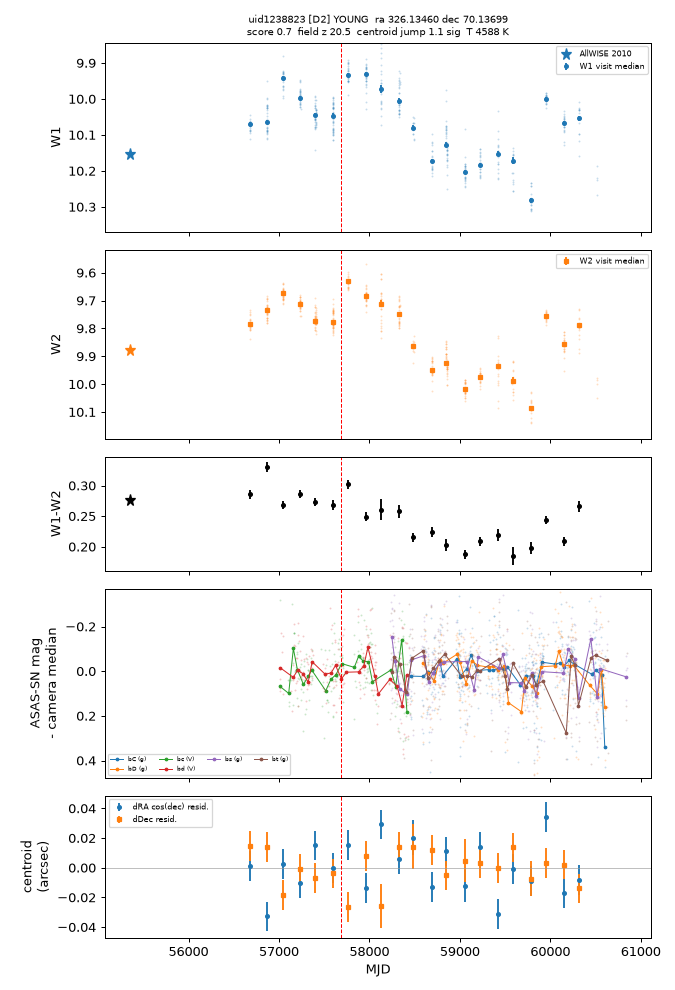 uid1238823 [D2] YOUNG ra 326.13460 dec 70.13699
score 0.7 field z 20.5 centroid jump 1.1 sig T 4588 K
AllWISE 2010
W1 visit median
W1
9.9
10.0
10.1
10.2
10.3
W2 visit median
W2
9.6
9.7
9.8
9.9
10.0
10.1
W1-W2
0.30
0.25
0.20
ASAS-SN mag
- camera median
−0.2
0.0
0.2
0.4
bC (g)
bD (g)
bc (V)
bd (V)
bs (g)
bt (g)
dRA cos(dec) resid.
dDec resid.
centroid
(arcsec)
0.04
0.02
0.00
−0.02
−0.04
56000
57000
58000
59000
60000
61000
MJD